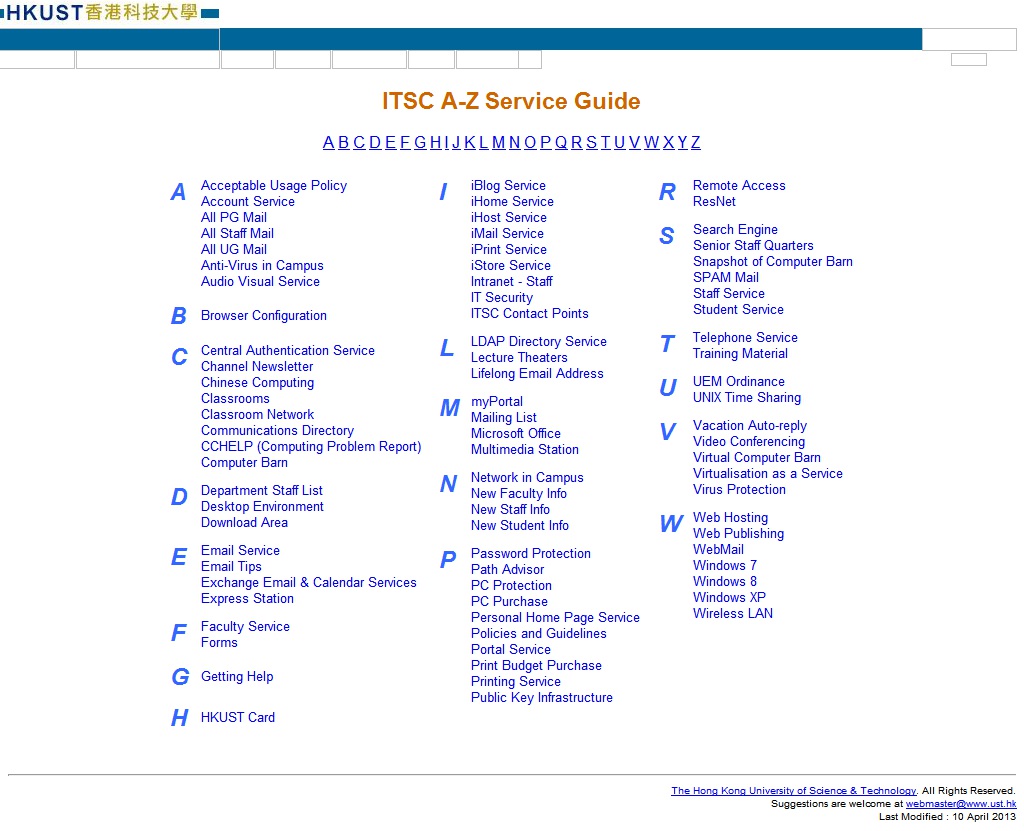 HKUST香港科技大學
ITSC A-Z Service Guide
A B C D E F G H I J K L M N O P Q R S T U V W X Y Z
A
Acceptable Usage Policy
Account Service
All PG Mail
All Staff Mail
All UG Mail
Anti-Virus in Campus
Audio Visual Service
B
Browser Configuration
C
Central Authentication Service
Channel Newsletter
Chinese Computing
Classrooms
Classroom Network
Communications Directory
CCHELP (Computing Problem Report)
Computer Barn
D
Department Staff List
Desktop Environment
Download Area
E
Email Service
Email Tips
Exchange Email & Calendar Services
Express Station
F
Faculty Service
Forms
G
Getting Help
H
HKUST Card
I
iBlog Service
iHome Service
iHost Service
iMail Service
iPrint Service
iStore Service
Intranet - Staff
IT Security
ITSC Contact Points
L
LDAP Directory Service
Lecture Theaters
Lifelong Email Address
M
myPortal
Mailing List
Microsoft Office
Multimedia Station
N
Network in Campus
New Faculty Info
New Staff Info
New Student Info
P
Password Protection
Path Advisor
PC Protection
PC Purchase
Personal Home Page Service
Policies and Guidelines
Portal Service
Print Budget Purchase
Printing Service
Public Key Infrastructure
R
Remote Access
ResNet
S
Search Engine
Senior Staff Quarters
Snapshot of Computer Barn
SPAM Mail
Staff Service
Student Service
T
Telephone Service
Training Material
U
UEM Ordinance
UNIX Time Sharing
V
Vacation Auto-reply
Video Conferencing
Virtual Computer Barn
Virtualisation as a Service
Virus Protection
W
Web Hosting
Web Publishing
WebMail
Windows 7
Windows 8
Windows XP
Wireless LAN
The Hong Kong University of Science & Technology. All Rights Reserved.
Suggestions are welcome at webmaster@www.ust.hk
Last Modified : 10 April 2013